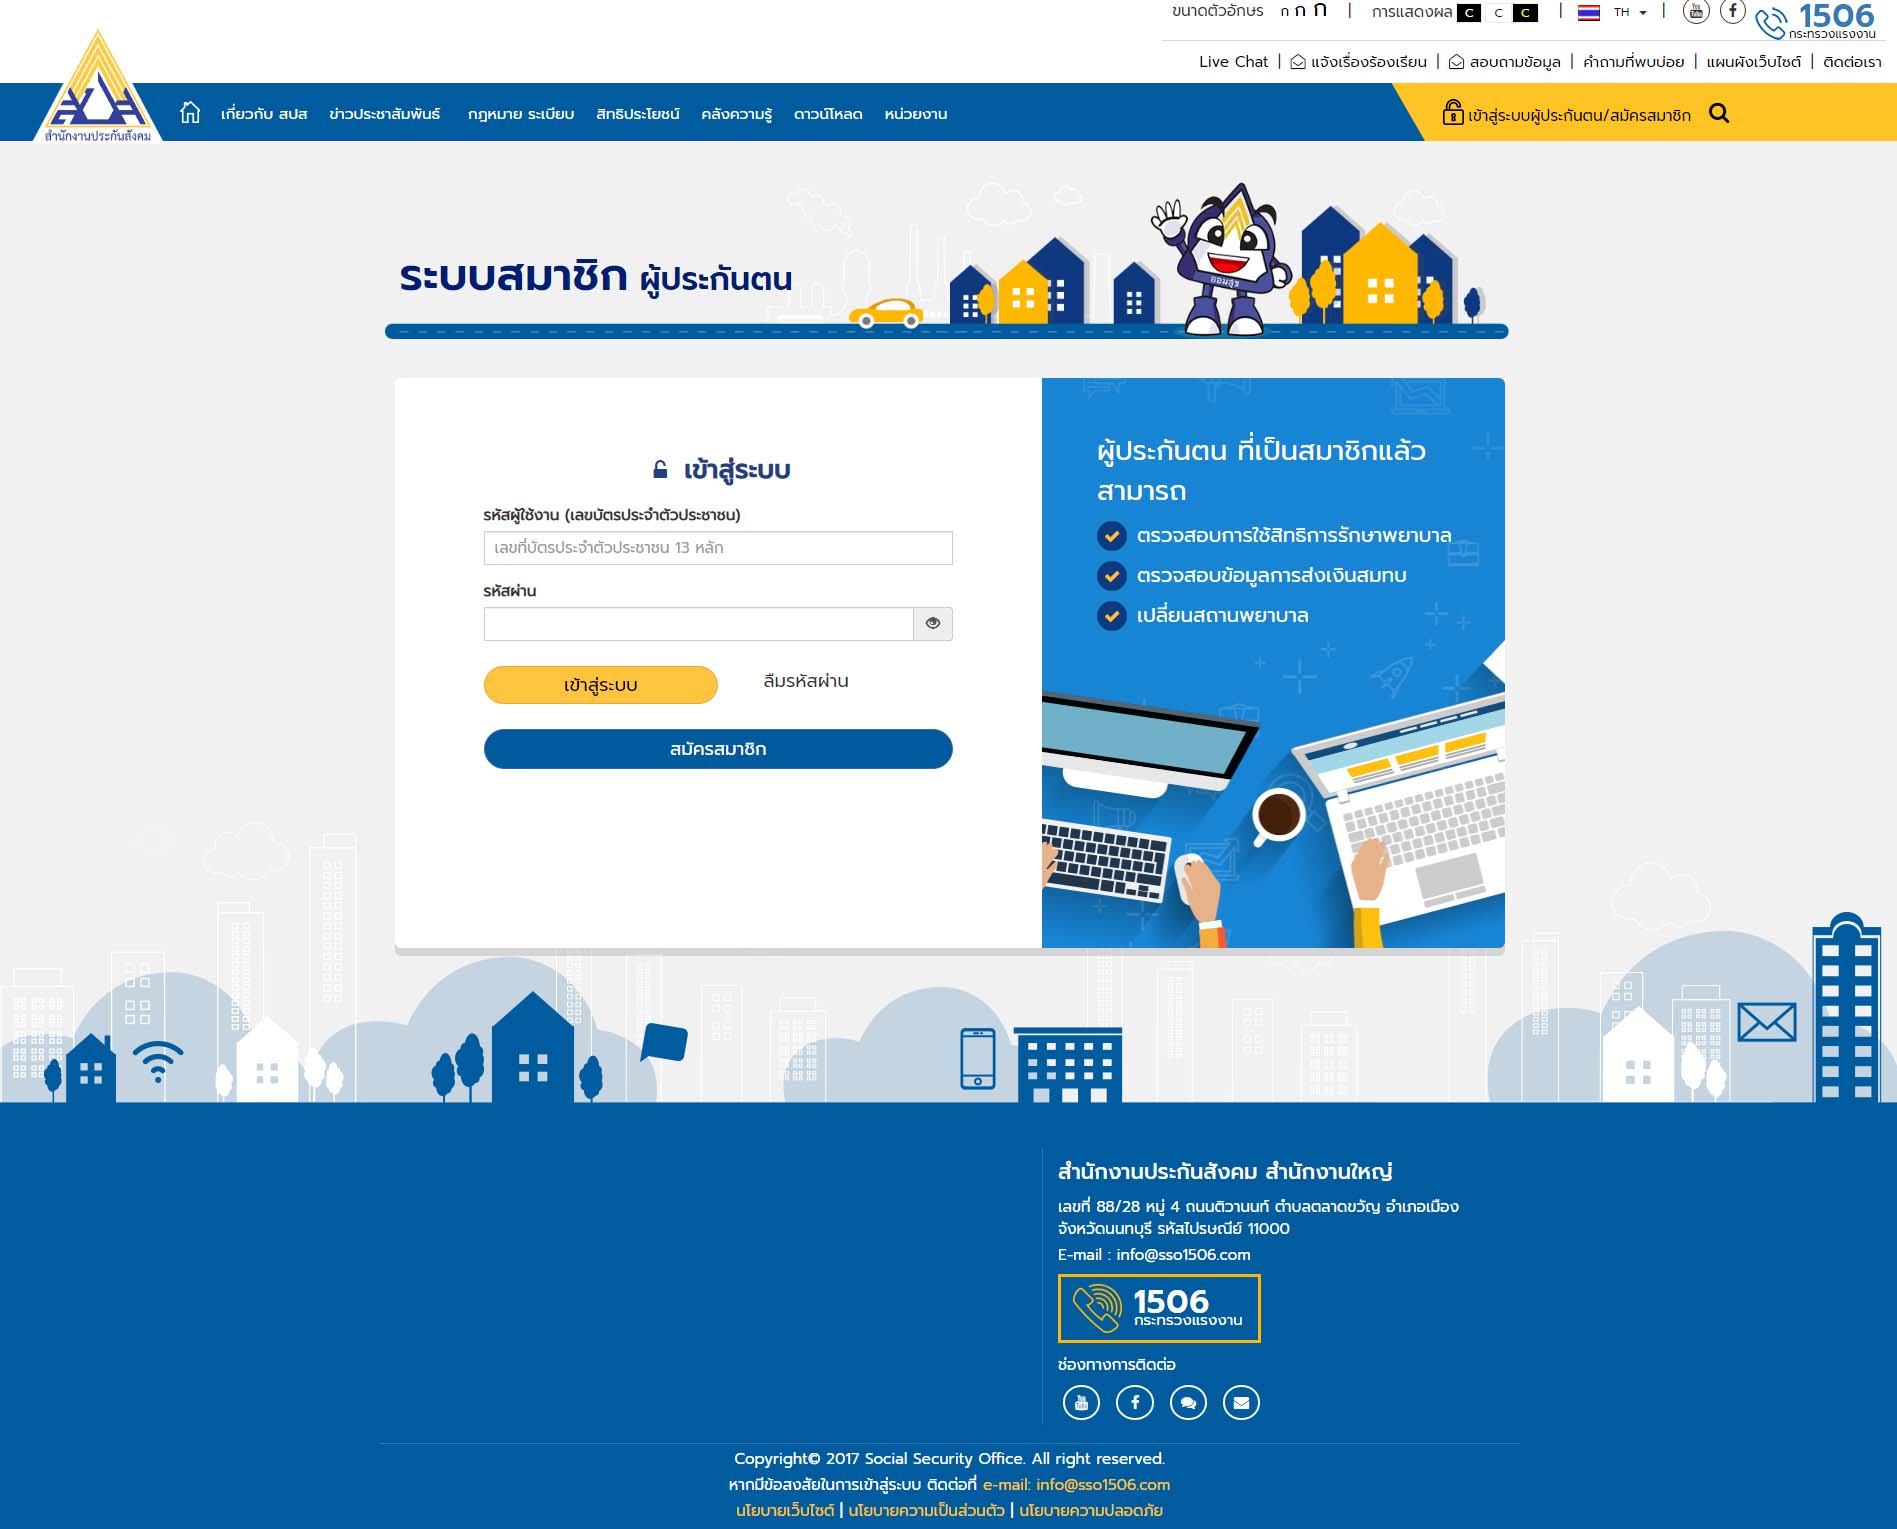 ขนาดตัวอักษร ก ก ก | การแสดงผล C C C | TH | You Tube f 1506 กระทรวงแรงงาน
Live Chat | แจ้งเรื่องร้องเรียน | สอบถามข้อมูล | คำถามที่พบบ่อย | แผนผังเว็บไซต์ | ติดต่อเรา
สำนักงานประกันสังคม
เกี่ยวกับ สปส ข่าวประชาสัมพันธ์ กฎหมาย ระเบียบ สิทธิประโยชน์ คลังความรู้ ดาวน์โหลด หน่วยงาน
เข้าสู่ระบบผู้ประกันตน/สมัครสมาชิก
ระบบสมาชิก ผู้ประกันตน
ออมสุข
เข้าสู่ระบบ
รหัสผู้ใช้งาน (เลขบัตรประจำตัวประชาชน)
เลขที่บัตรประจำตัวประชาชน 13 หลัก
รหัสผ่าน
เข้าสู่ระบบ ลืมรหัสผ่าน
สมัครสมาชิก
ผู้ประกันตน ที่เป็นสมาชิกแล้ว
สามารถ
ตรวจสอบการใช้สิทธิการรักษาพยาบาล
ตรวจสอบข้อมูลการส่งเงินสมทบ
เปลี่ยนสถานพยาบาล
สำนักงานประกันสังคม สำนักงานใหญ่
เลขที่ 88/28 หมู่ 4 ถนนติวานนท์ ตำบลตลาดขวัญ อำเภอเมือง
จังหวัดนนทบุรี รหัสไปรษณีย์ 11000
E-mail : info@sso1506.com
1506
กระทรวงแรงงาน
ช่องทางการติดต่อ
You Tube f
Copyright© 2017 Social Security Office. All right reserved.
หากมีข้อสงสัยในการเข้าสู่ระบบ ติดต่อที่ e-mail: info@sso1506.com
นโยบายเว็บไซต์ | นโยบายความเป็นส่วนตัว | นโยบายความปลอดภัย